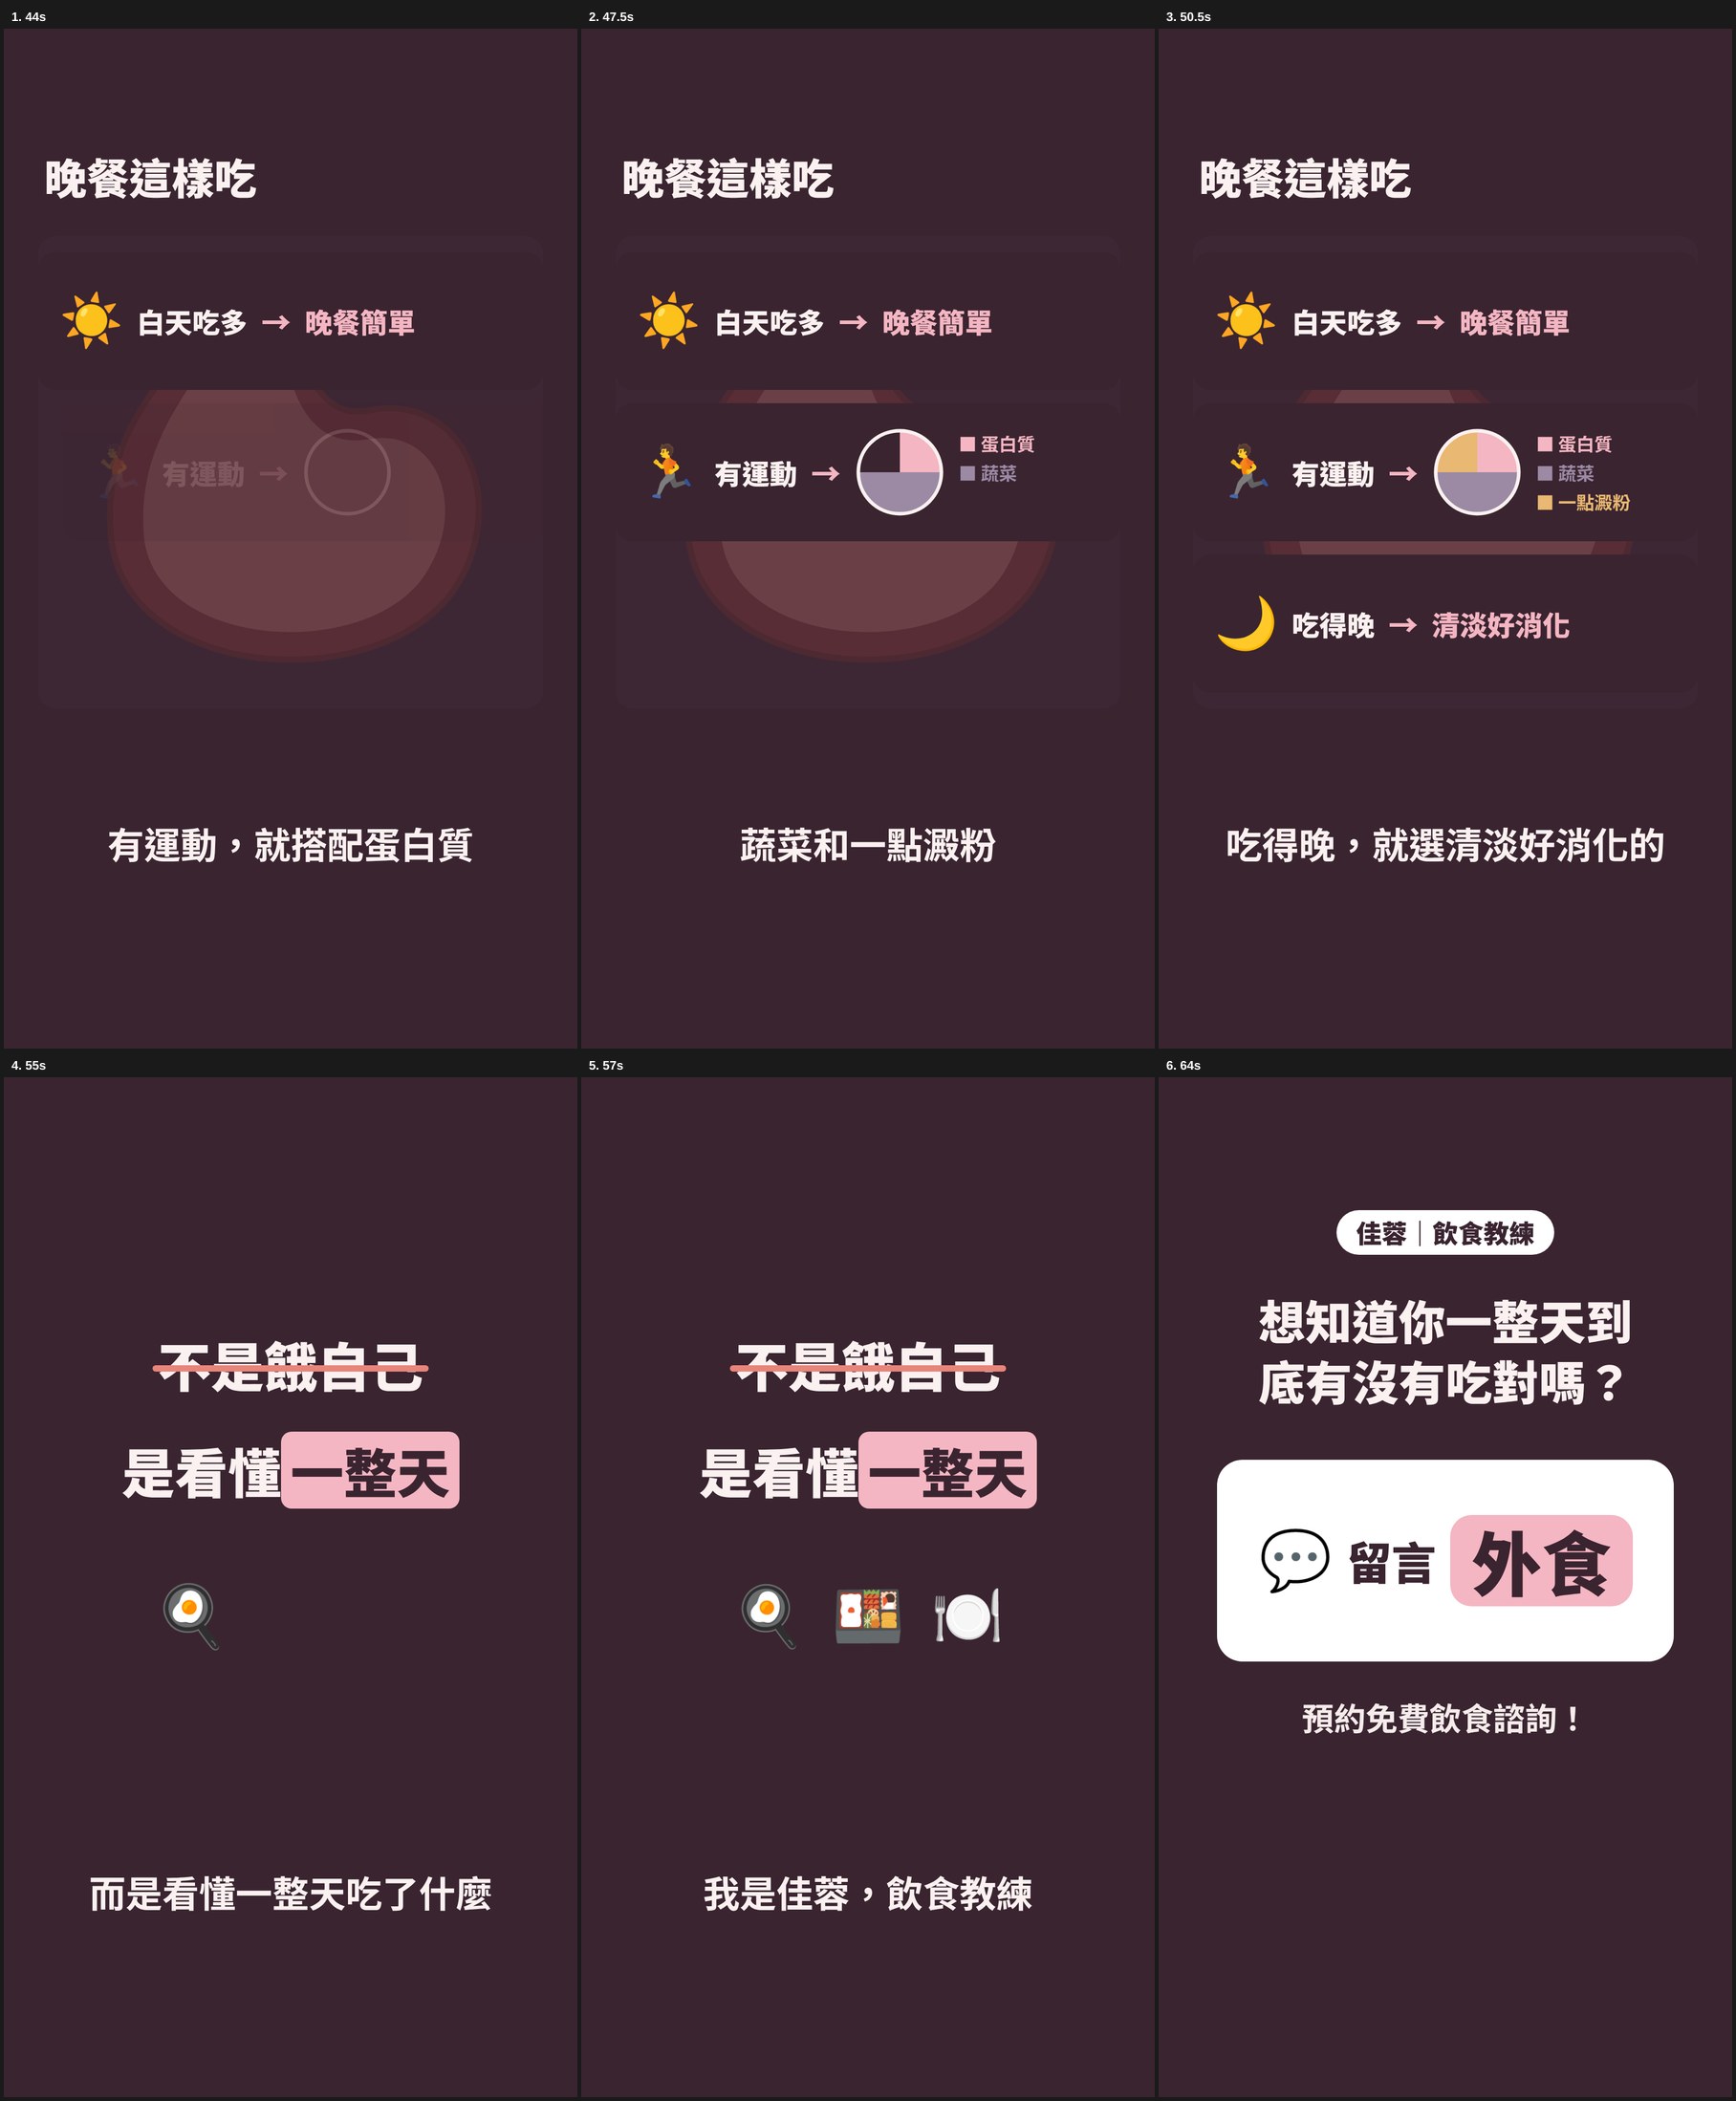 1. 44s
晚餐這樣吃
白天吃多 → 晚餐簡單
有運動 →
有運動，就搭配蛋白質
2. 47.5s
晚餐這樣吃
白天吃多 → 晚餐簡單
有運動 →
蛋白質
蔬菜
蔬菜和一點澱粉
3. 50.5s
晚餐這樣吃
白天吃多 → 晚餐簡單
有運動 →
蛋白質
蔬菜
一點澱粉
吃得晚 → 清淡好消化
吃得晚，就選清淡好消化的
4. 55s
不是餓自己
是看懂一整天
而是看懂一整天吃了什麼
5. 57s
不是餓自己
是看懂一整天
我是佳蓉，飲食教練
6. 64s
佳蓉｜飲食教練
想知道你一整天到
底有沒有吃對嗎？
留言 外食
預約免費飲食諮詢！